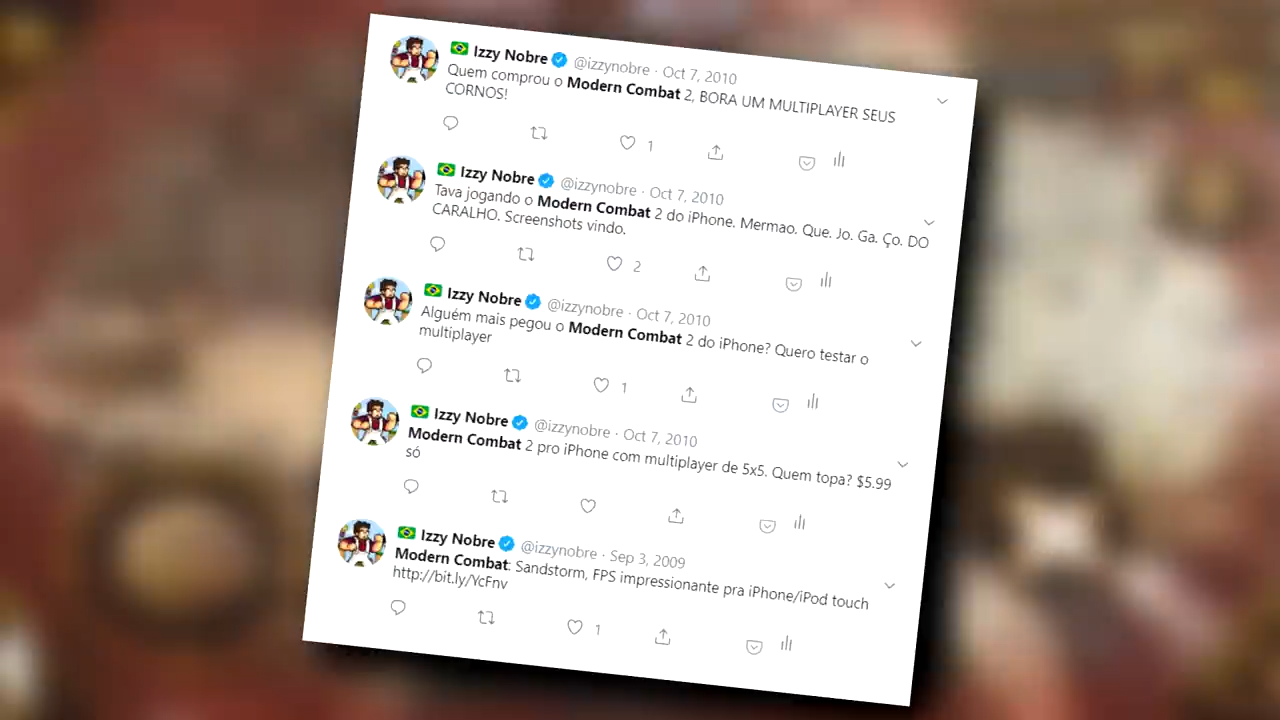 Izzy Nobre @izzynobre · Oct 7, 2010
Quem comprou o Modern Combat 2, BORA UM MULTIPLAYER SEUS
CORNOS!
1
Izzy Nobre @izzynobre · Oct 7, 2010
Tava jogando o Modern Combat 2 do iPhone. Mermao. Que. Jo. Ga. Ço. DO
CARALHO. Screenshots vindo.
2
Izzy Nobre @izzynobre · Oct 7, 2010
Alguém mais pegou o Modern Combat 2 do iPhone? Quero testar o
multiplayer
1
Izzy Nobre @izzynobre · Oct 7, 2010
Modern Combat 2 pro iPhone com multiplayer de 5x5. Quem topa? $5.99
só
Izzy Nobre @izzynobre · Sep 3, 2009
Modern Combat: Sandstorm, FPS impressionante pra iPhone/iPod touch
http://bit.ly/YcFnv
1